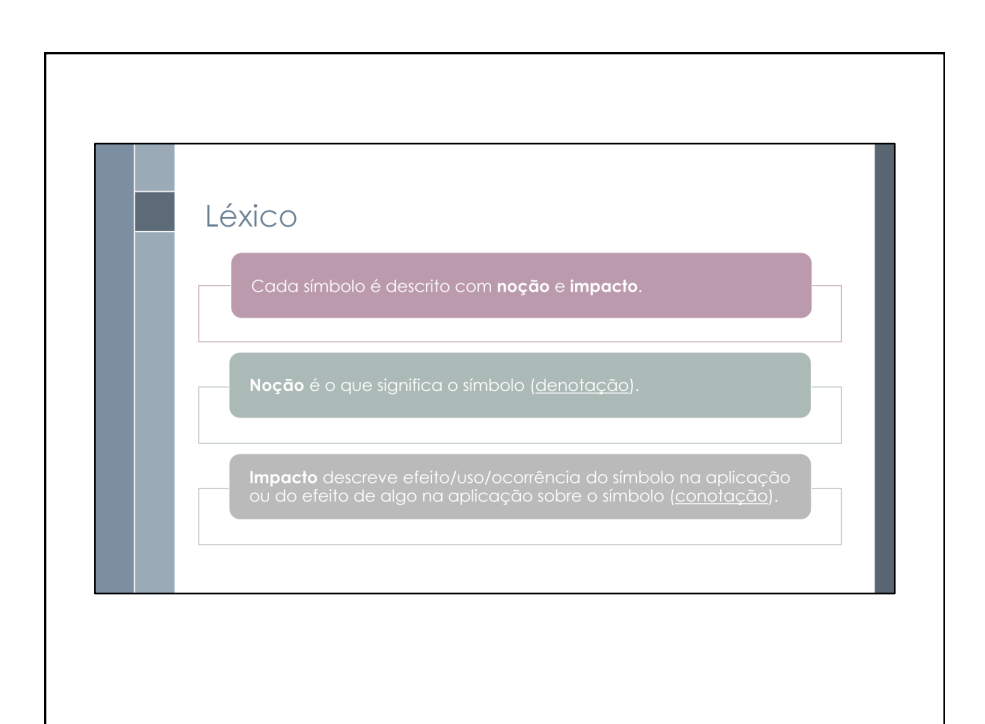 Léxico
Cada símbolo é descrito com noção e impacto.
Noção é o que significa o símbolo (denotação).
Impacto descreve efeito/uso/ocorrência do símbolo na aplicação
ou do efeito de algo na aplicação sobre o símbolo (conotação).